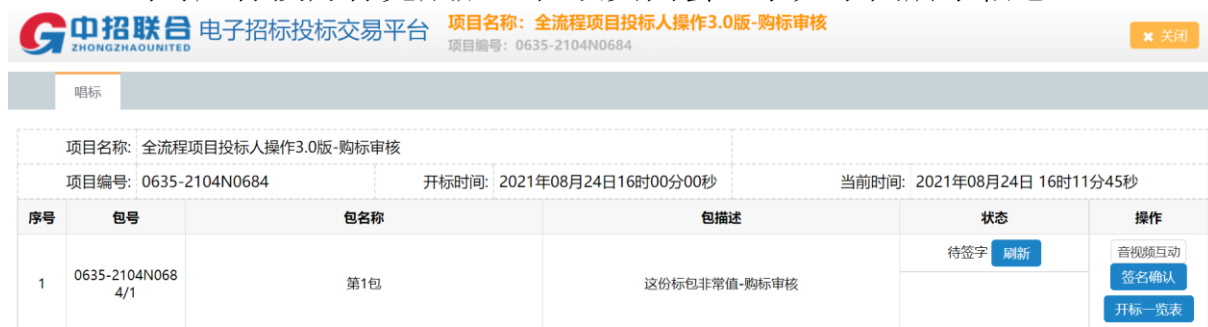 中招联合 电子招标投标交易平台 项目名称：全流程项目投标人操作3.0版-购标审核
ZHONGZHAOUNITED 项目编号：0635-2104N0684 × 关闭
唱标
项目名称: 全流程项目投标人操作3.0版-购标审核
项目编号: 0635-2104N0684 开标时间: 2021年08月24日16时00分00秒 当前时间: 2021年08月24日 16时11分45秒
序号 包号 包名称 包描述 状态 操作
1 0635-2104N068
4/1 第1包 这份标包非常值-购标审核 待签字 刷新 音视频互动
签名确认
开标一览表